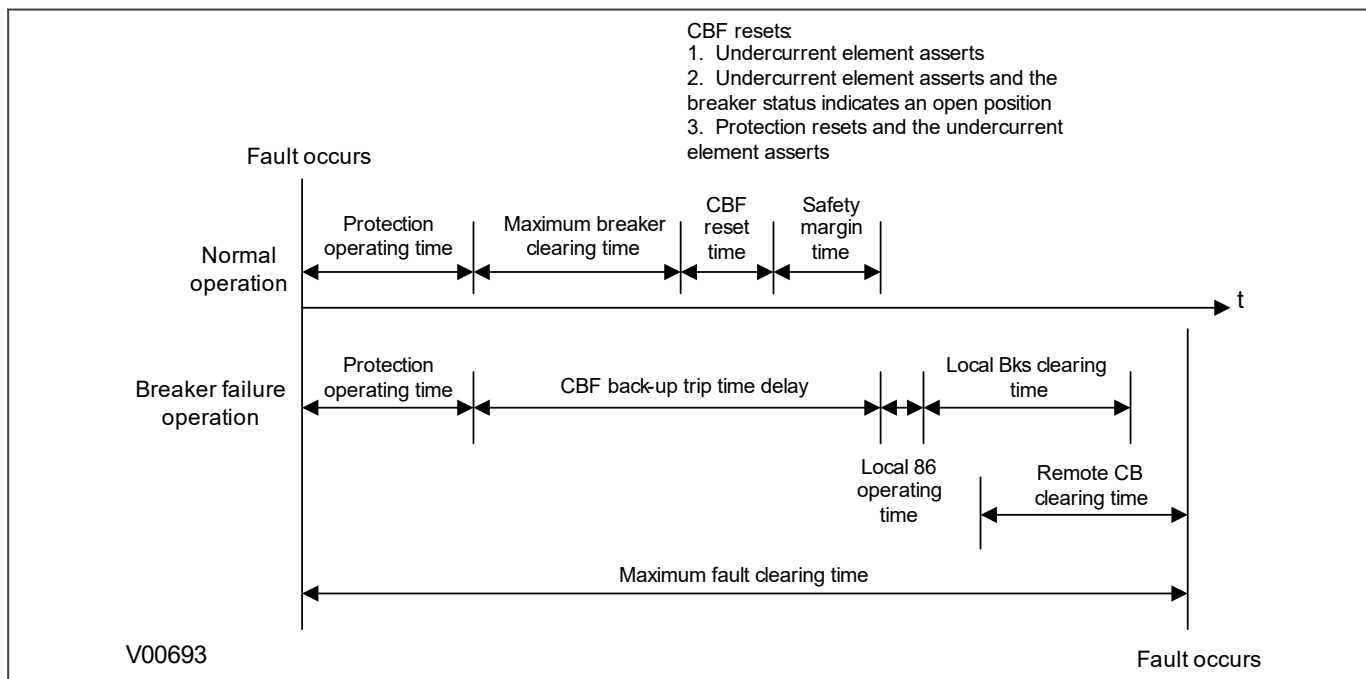 CBF resets:
1. Undercurrent element asserts
2. Undercurrent element asserts and the
breaker status indicates an open position
3. Protection resets and the undercurrent
element asserts
Fault occurs
Normal
operation
Protection
operating time
Maximum breaker
clearing time
CBF
reset
time
Safety
margin
time
t
Breaker failure
operation
Protection
operating time
CBF back-up trip time delay
Local Bks clearing
time
Local 86
operating
time
Remote CB
clearing time
Maximum fault clearing time
V00693
Fault occurs